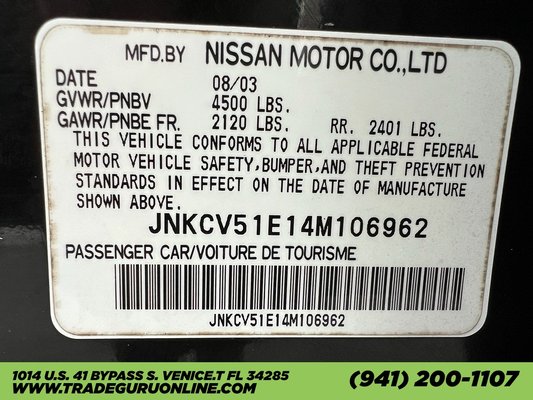 MFD.BY NISSAN MOTOR CO.,LTD
DATE 08/03
GVWR/PNBV 4500 LBS.
GAWR/PNBE FR. 2120 LBS. RR. 2401 LBS.
THIS VEHICLE CONFORMS TO ALL APPLICABLE FEDERAL
MOTOR VEHICLE SAFETY,BUMPER,AND THEFT PREVENTION
STANDARDS IN EFFECT ON THE DATE OF MANUFACTURE
SHOWN ABOVE.
JNKCV51E14M106962
PASSENGER CAR/VOITURE DE TOURISME
JNKCV51E14M106962
1014 U.S. 41 BYPASS S. VENICE,T FL 34285
WWW.TRADEGURUONLINE.COM
(941) 200-1107